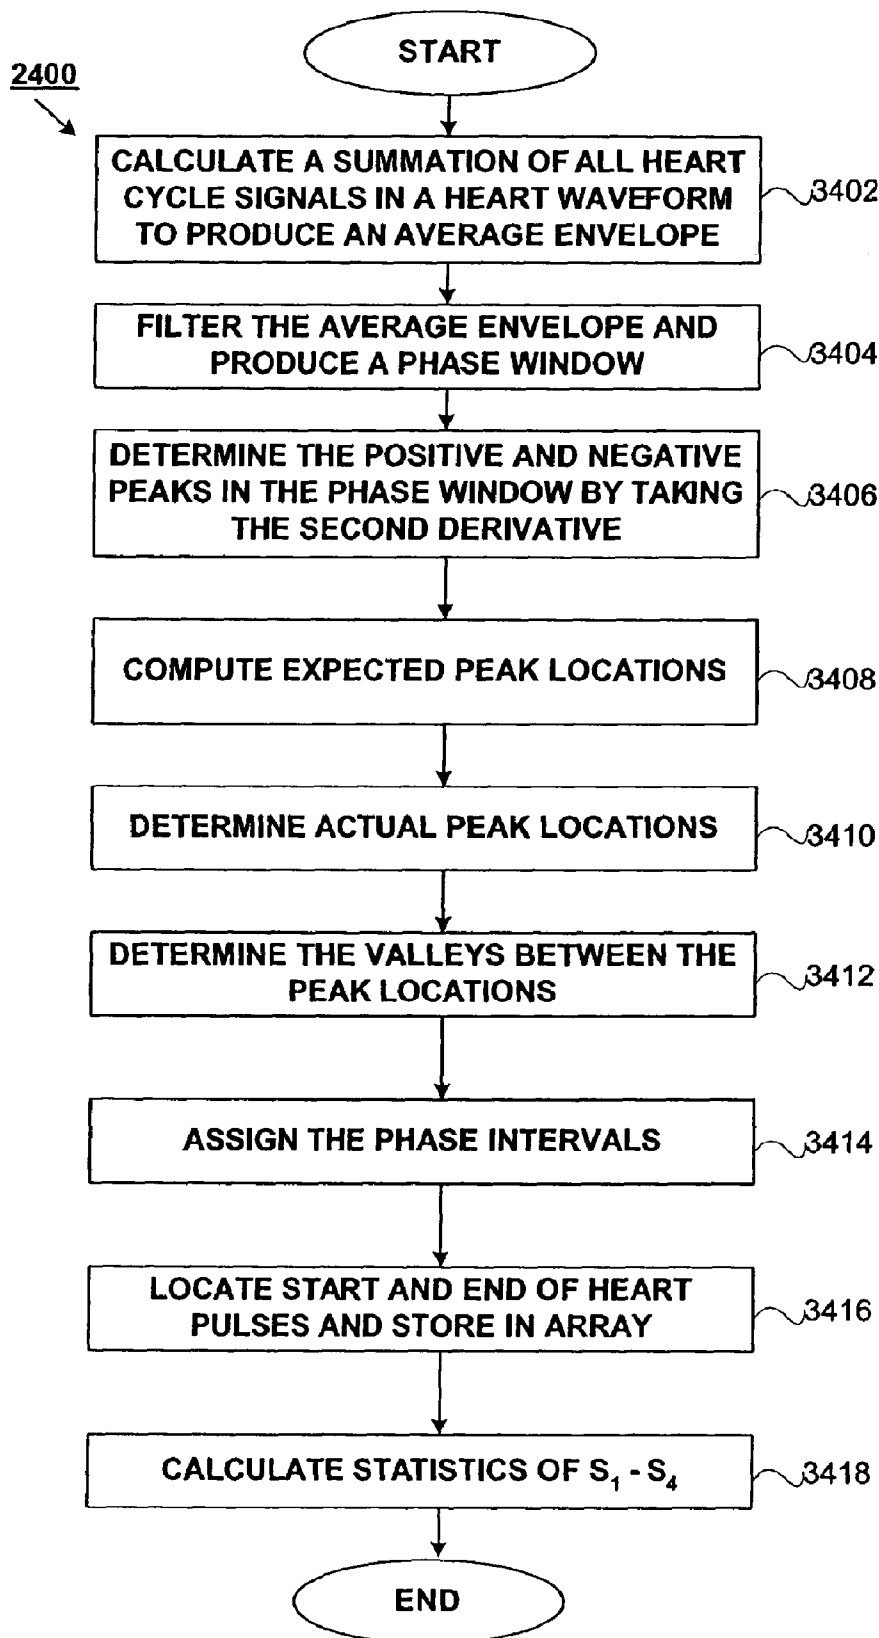 START
2400
CALCULATE A SUMMATION OF ALL HEART
CYCLE SIGNALS IN A HEART WAVEFORM
TO PRODUCE AN AVERAGE ENVELOPE
3402
FILTER THE AVERAGE ENVELOPE AND
PRODUCE A PHASE WINDOW
3404
DETERMINE THE POSITIVE AND NEGATIVE
PEAKS IN THE PHASE WINDOW BY TAKING
THE SECOND DERIVATIVE
3406
COMPUTE EXPECTED PEAK LOCATIONS
3408
DETERMINE ACTUAL PEAK LOCATIONS
3410
DETERMINE THE VALLEYS BETWEEN THE
PEAK LOCATIONS
3412
ASSIGN THE PHASE INTERVALS
3414
LOCATE START AND END OF HEART
PULSES AND STORE IN ARRAY
3416
CALCULATE STATISTICS OF S₁ - S₄
3418
END